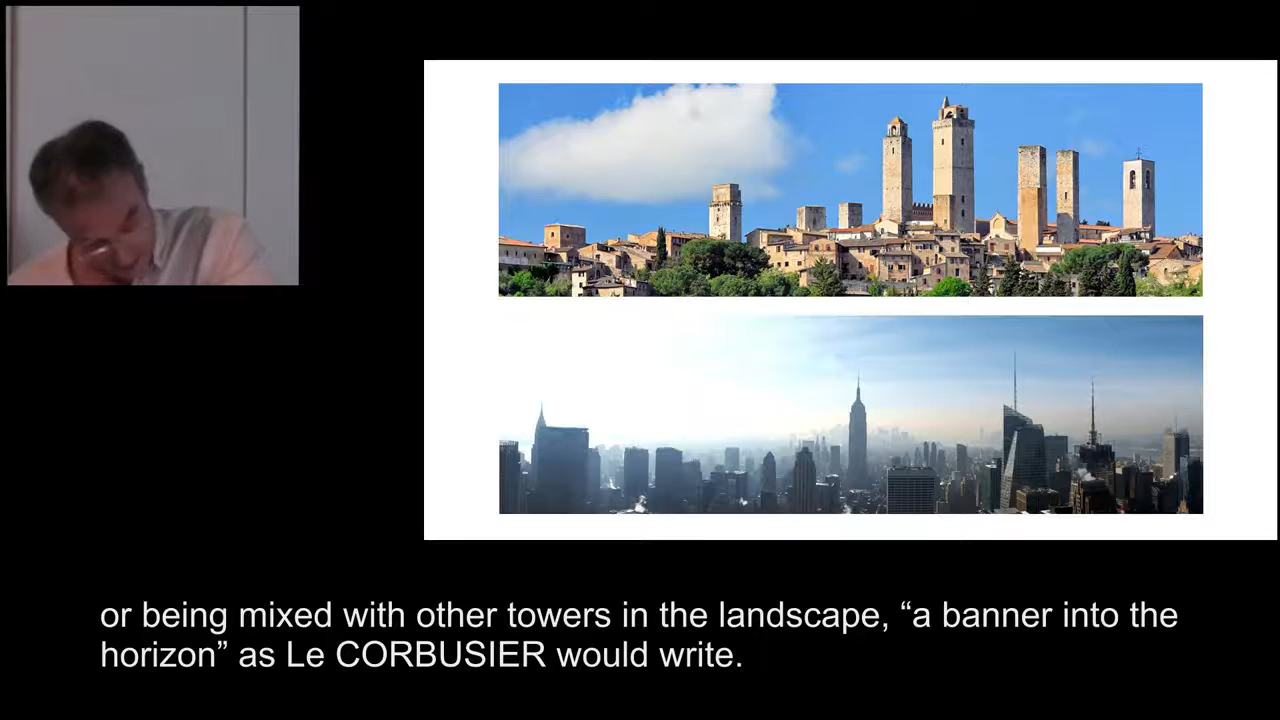 or being mixed with other towers in the landscape, “a banner into the
horizon” as Le CORBUSIER would write.